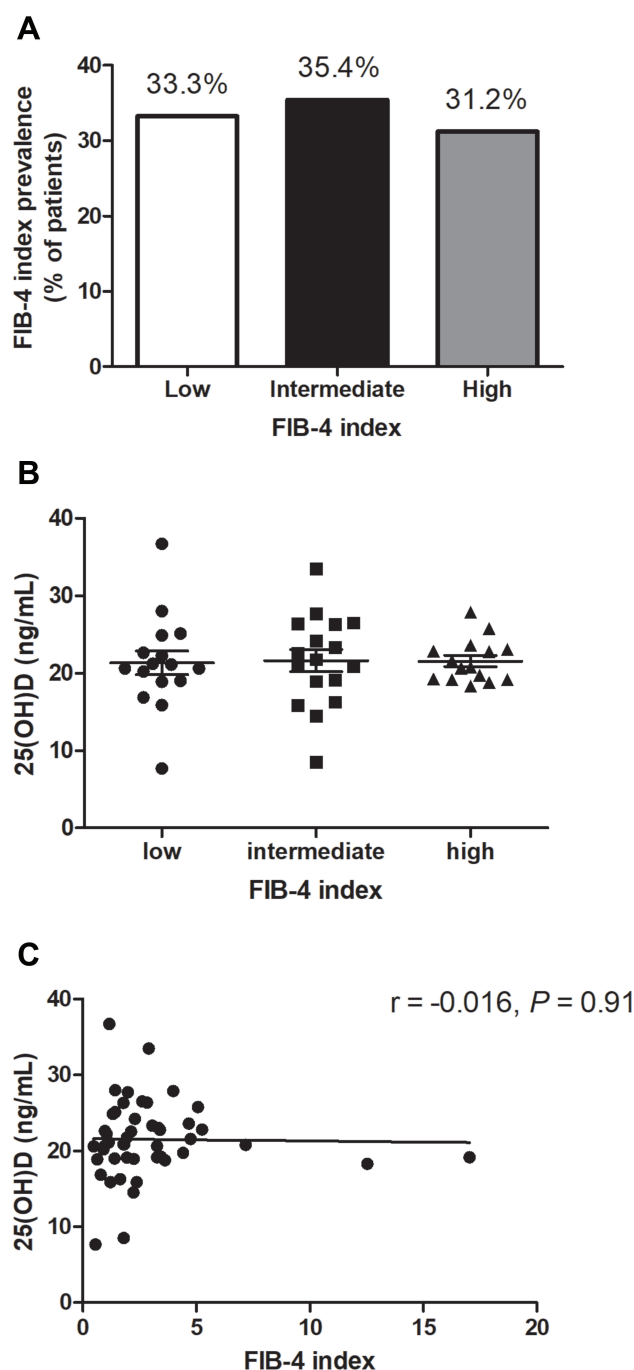 A
FIB-4 index prevalence
(% of patients)
40
30
20
10
0
33.3%
35.4%
31.2%
Low
Intermediate
High
FIB-4 index
B
25(OH)D (ng/mL)
40
30
20
10
0
low
intermediate
high
FIB-4 index
C
25(OH)D (ng/mL)
40
30
20
10
0
r = -0.016, P = 0.91
0
5
10
15
20
FIB-4 index